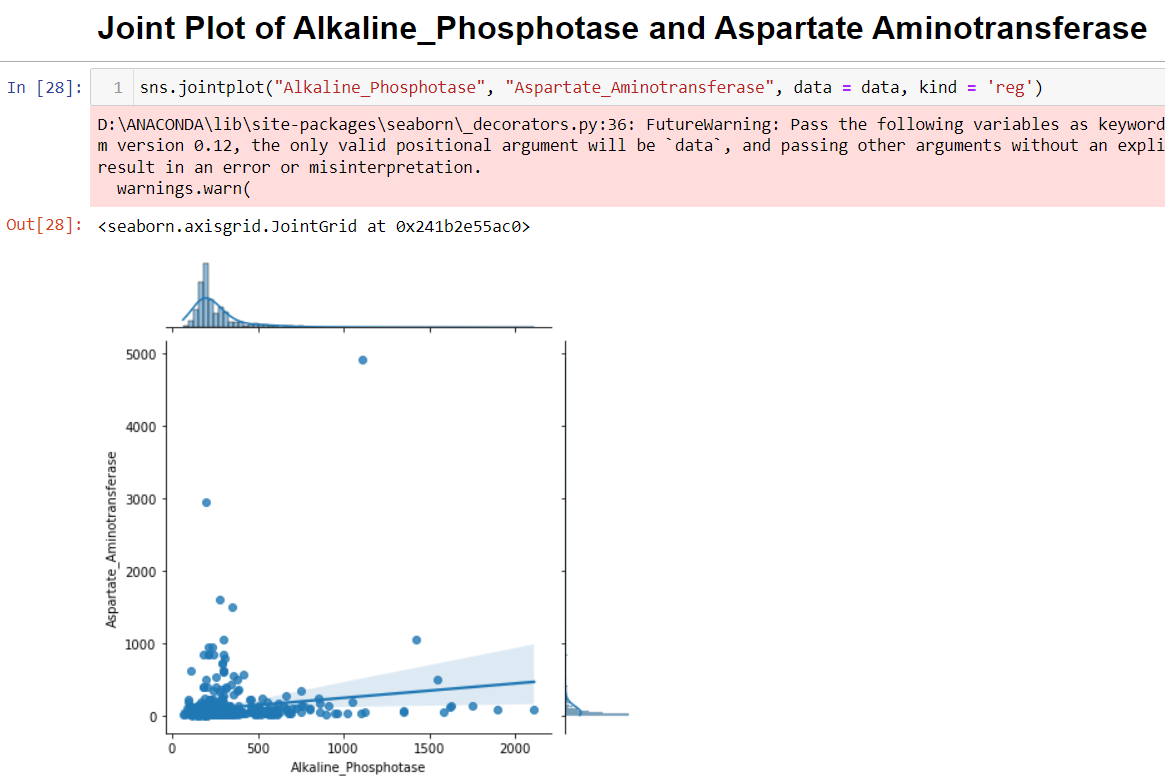 Joint Plot of Alkaline_Phosphotase and Aspartate Aminotransferase
In [28]:
1 sns.jointplot("Alkaline_Phosphotase", "Aspartate_Aminotransferase", data = data, kind = 'reg')
D:\ANACONDA\lib\site-packages\seaborn\_decorators.py:36: FutureWarning: Pass the following variables as keyword
m version 0.12, the only valid positional argument will be `data`, and passing other arguments without an expli
result in an error or misinterpretation.
warnings.warn(
Out[28]: <seaborn.axisgrid.JointGrid at 0x241b2e55ac0>
5000
4000
3000
2000
1000
0
Aspartate_Aminotransferase
0 500 1000 1500 2000
Alkaline_Phosphotase